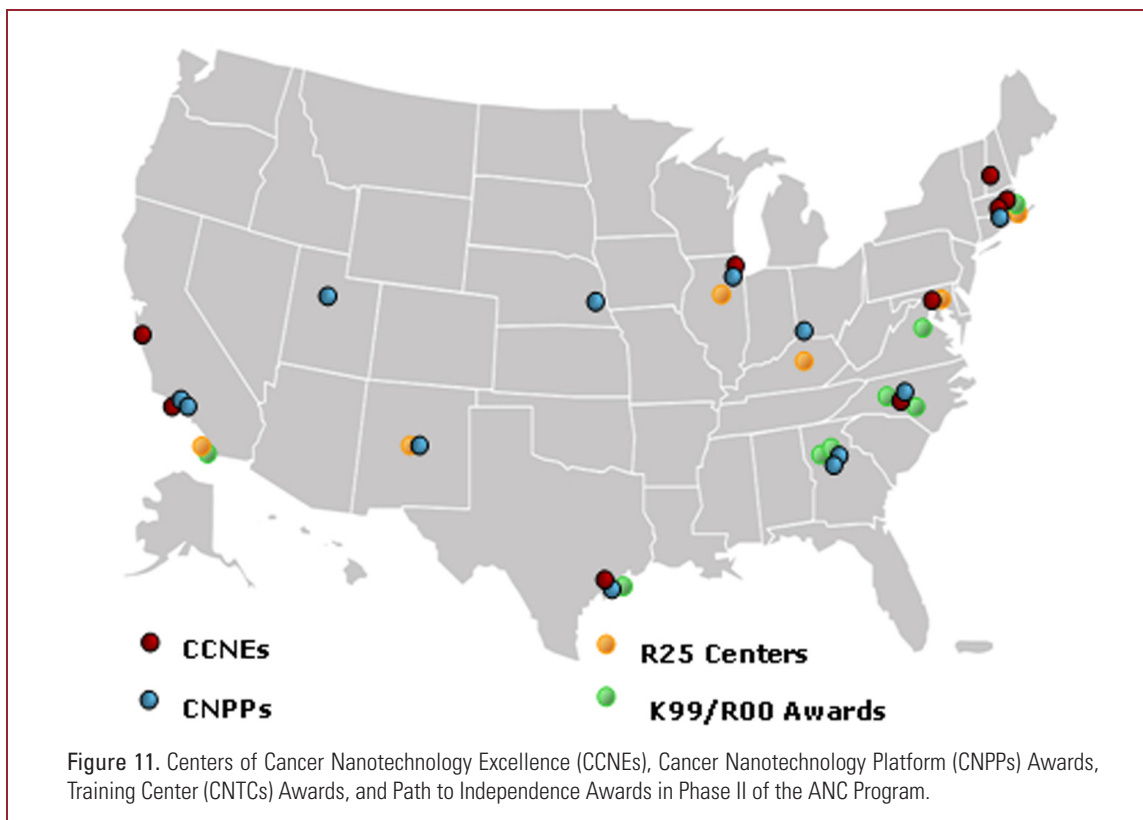 CCNEs
CNPPs
R25 Centers
K99/R00 Awards
Figure 11. Centers of Cancer Nanotechnology Excellence (CCNEs), Cancer Nanotechnology Platform (CNPPs) Awards,
Training Center (CNTCs) Awards, and Path to Independence Awards in Phase II of the ANC Program.